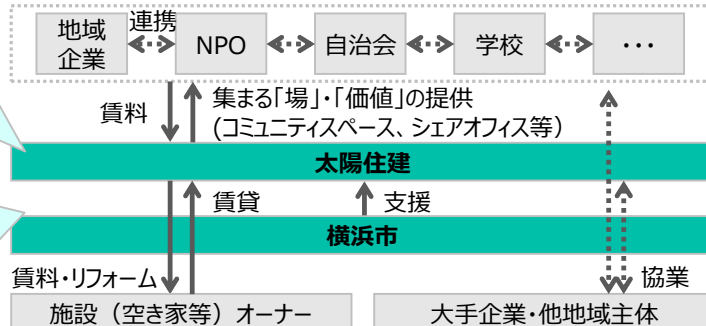 連携
地域
企業
NPO
自治会
学校
…
賃料
集まる「場」・「価値」の提供
(コミュニティスペース、シェアオフィス等)
太陽住建
賃貸
支援
横浜市
賃料・リフォーム
協業
施設（空き家等）オーナー
大手企業・他地域主体